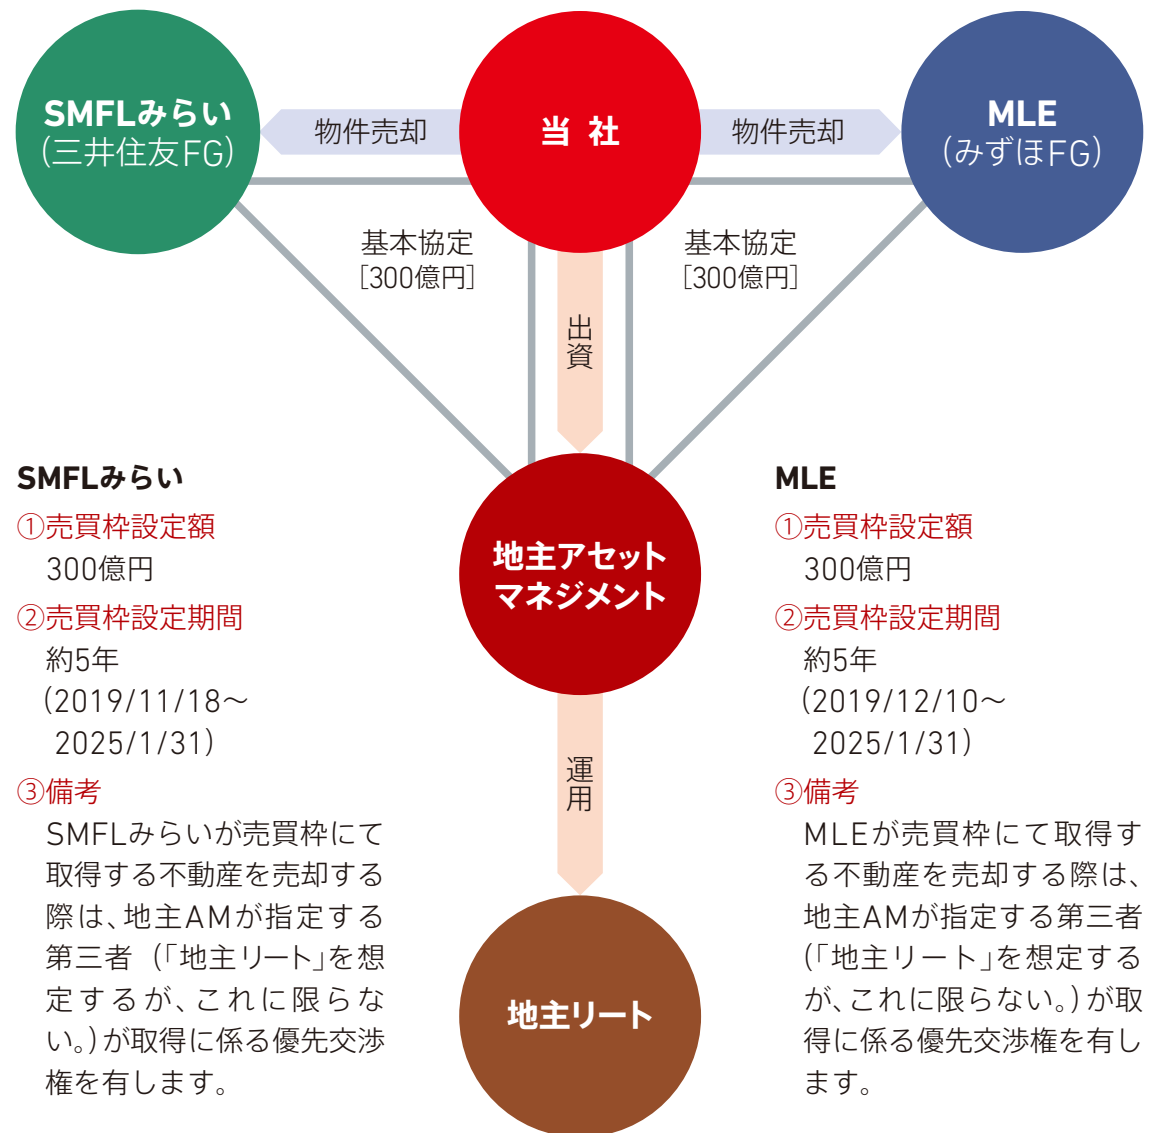 SMFLみらい
(三井住友FG)
物件売却
当 社
物件売却
MLE
(みずほFG)
基本協定
[300億円]
基本協定
[300億円]
出資
SMFLみらい
①売買枠設定額
300億円
②売買枠設定期間
約5年
(2019/11/18～
2025/1/31)
③備考
SMFLみらいが売買枠にて
取得する不動産を売却する
際は、地主AMが指定する
第三者 (「地主リート」を想
定するが、これに限らな
い。)が取得に係る優先交渉
権を有します。
地主アセット
マネジメント
運用
地主リート
MLE
①売買枠設定額
300億円
②売買枠設定期間
約5年
(2019/12/10～
2025/1/31)
③備考
MLEが売買枠にて取得す
る不動産を売却する際は、
地主AMが指定する第三者
(「地主リート」を想定する
が、これに限らない。)が取
得に係る優先交渉権を有し
ます。